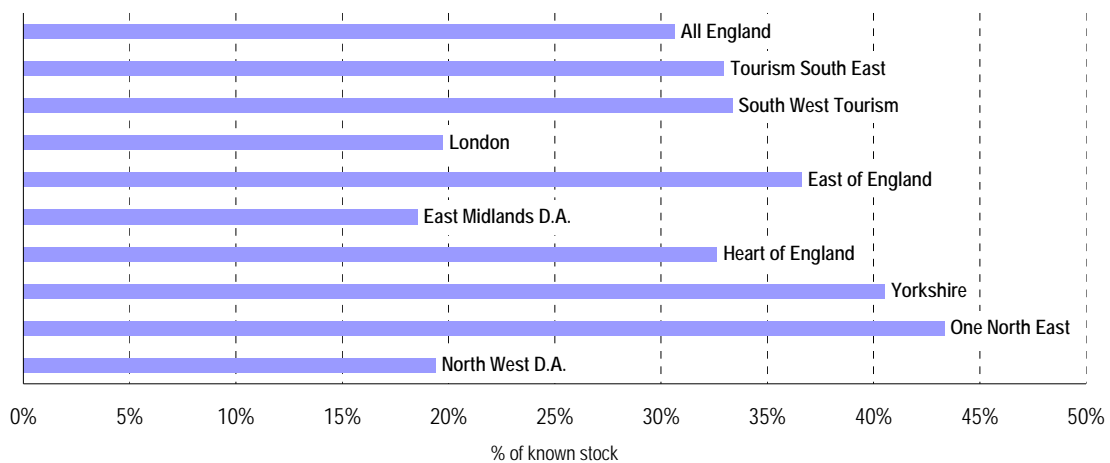 All England
Tourism South East
South West Tourism
London
East of England
East Midlands D.A.
Heart of England
Yorkshire
One North East
North West D.A.
0% 5% 10% 15% 20% 25% 30% 35% 40% 45% 50%
% of known stock